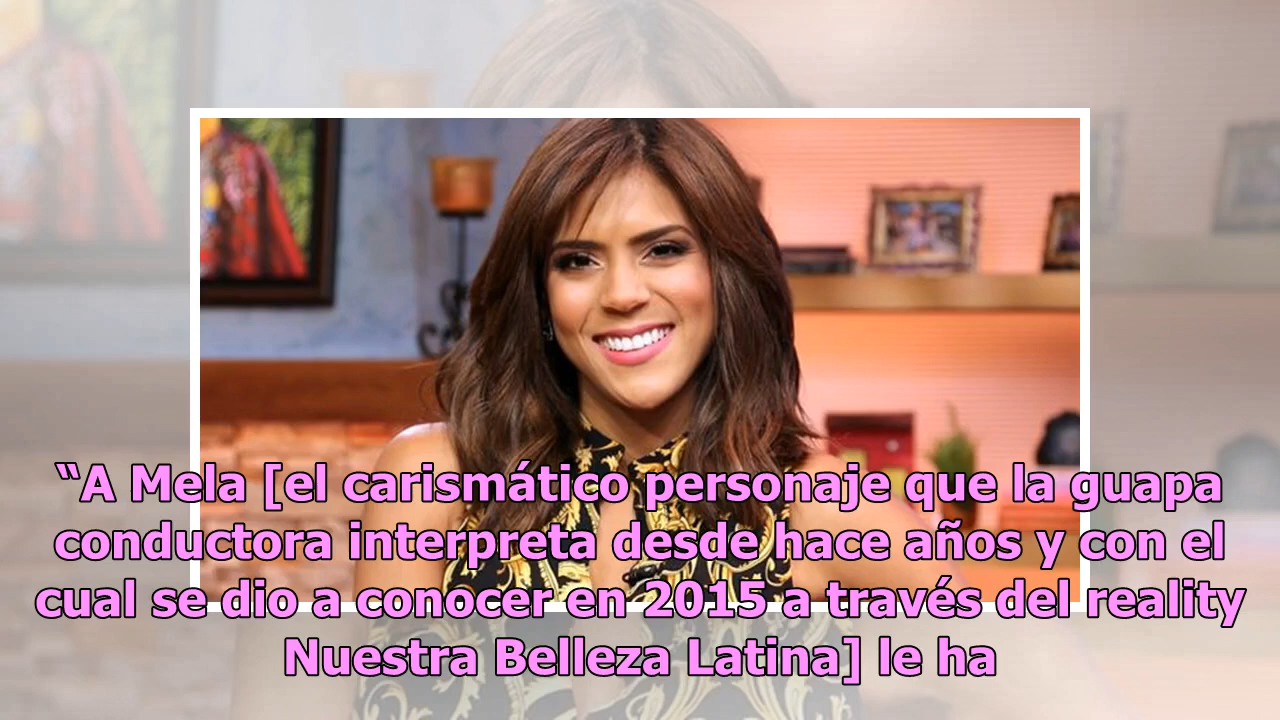 “A Mela [el carismático personaje que la guapa
conductora interpreta desde hace años y con el
cual se dio a conocer en 2015 a través del reality
Nuestra Belleza Latina] le ha